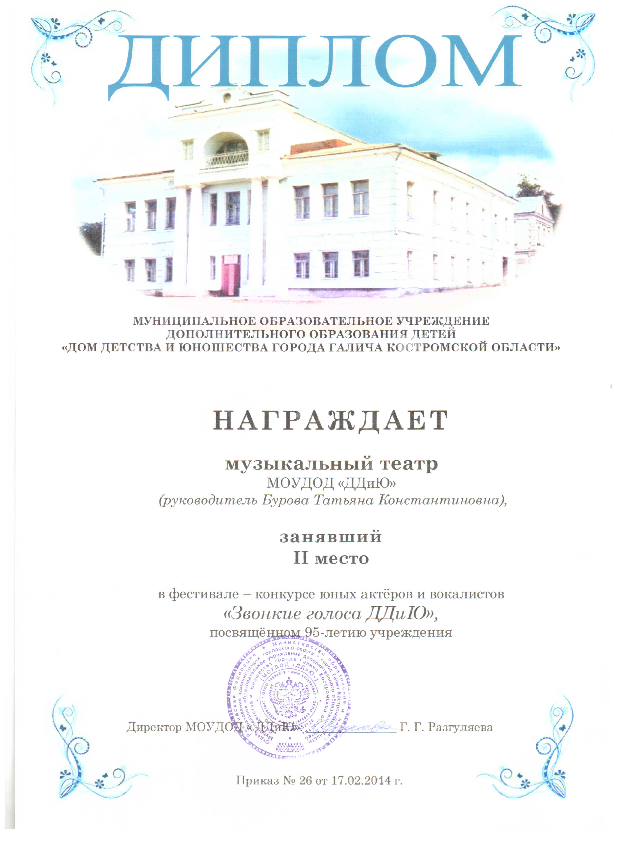 ДИПЛОМ
МУНИЦИПАЛЬНОЕ ОБРАЗОВАТЕЛЬНОЕ УЧРЕЖДЕНИЕ
ДОПОЛНИТЕЛЬНОГО ОБРАЗОВАНИЯ ДЕТЕЙ
«ДОМ ДЕТСТВА И ЮНОШЕСТВА ГОРОДА ГАЛИЧА КОСТРОМСКОЙ ОБЛАСТИ»
НАГРАЖДАЕТ
музыкальный театр
МОУДОД «ДДиЮ»
(руководитель Бурова Татьяна Константиновна),
занявший
II место
в фестивале – конкурсе юных актёров и вокалистов
«Звонкие голоса ДДиЮ»,
посвящённом 95-летию учреждения
Директор МОУДОД «ДДиЮ» Г. Г. Разгуляева
Приказ № 26 от 17.02.2014 г.